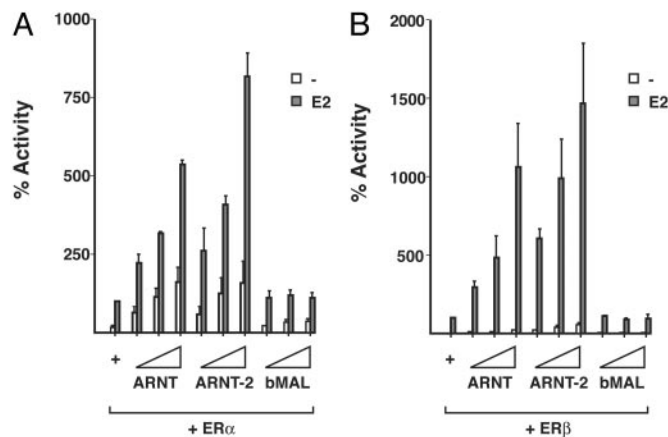 A
B
1000
750
500
250
% Activity
-
E2
+
ARNT
ARNT-2
bMAL
+ ERα
2000
1500
1000
500
% Activity
-
E2
+
ARNT
ARNT-2
bMAL
+ ERβ